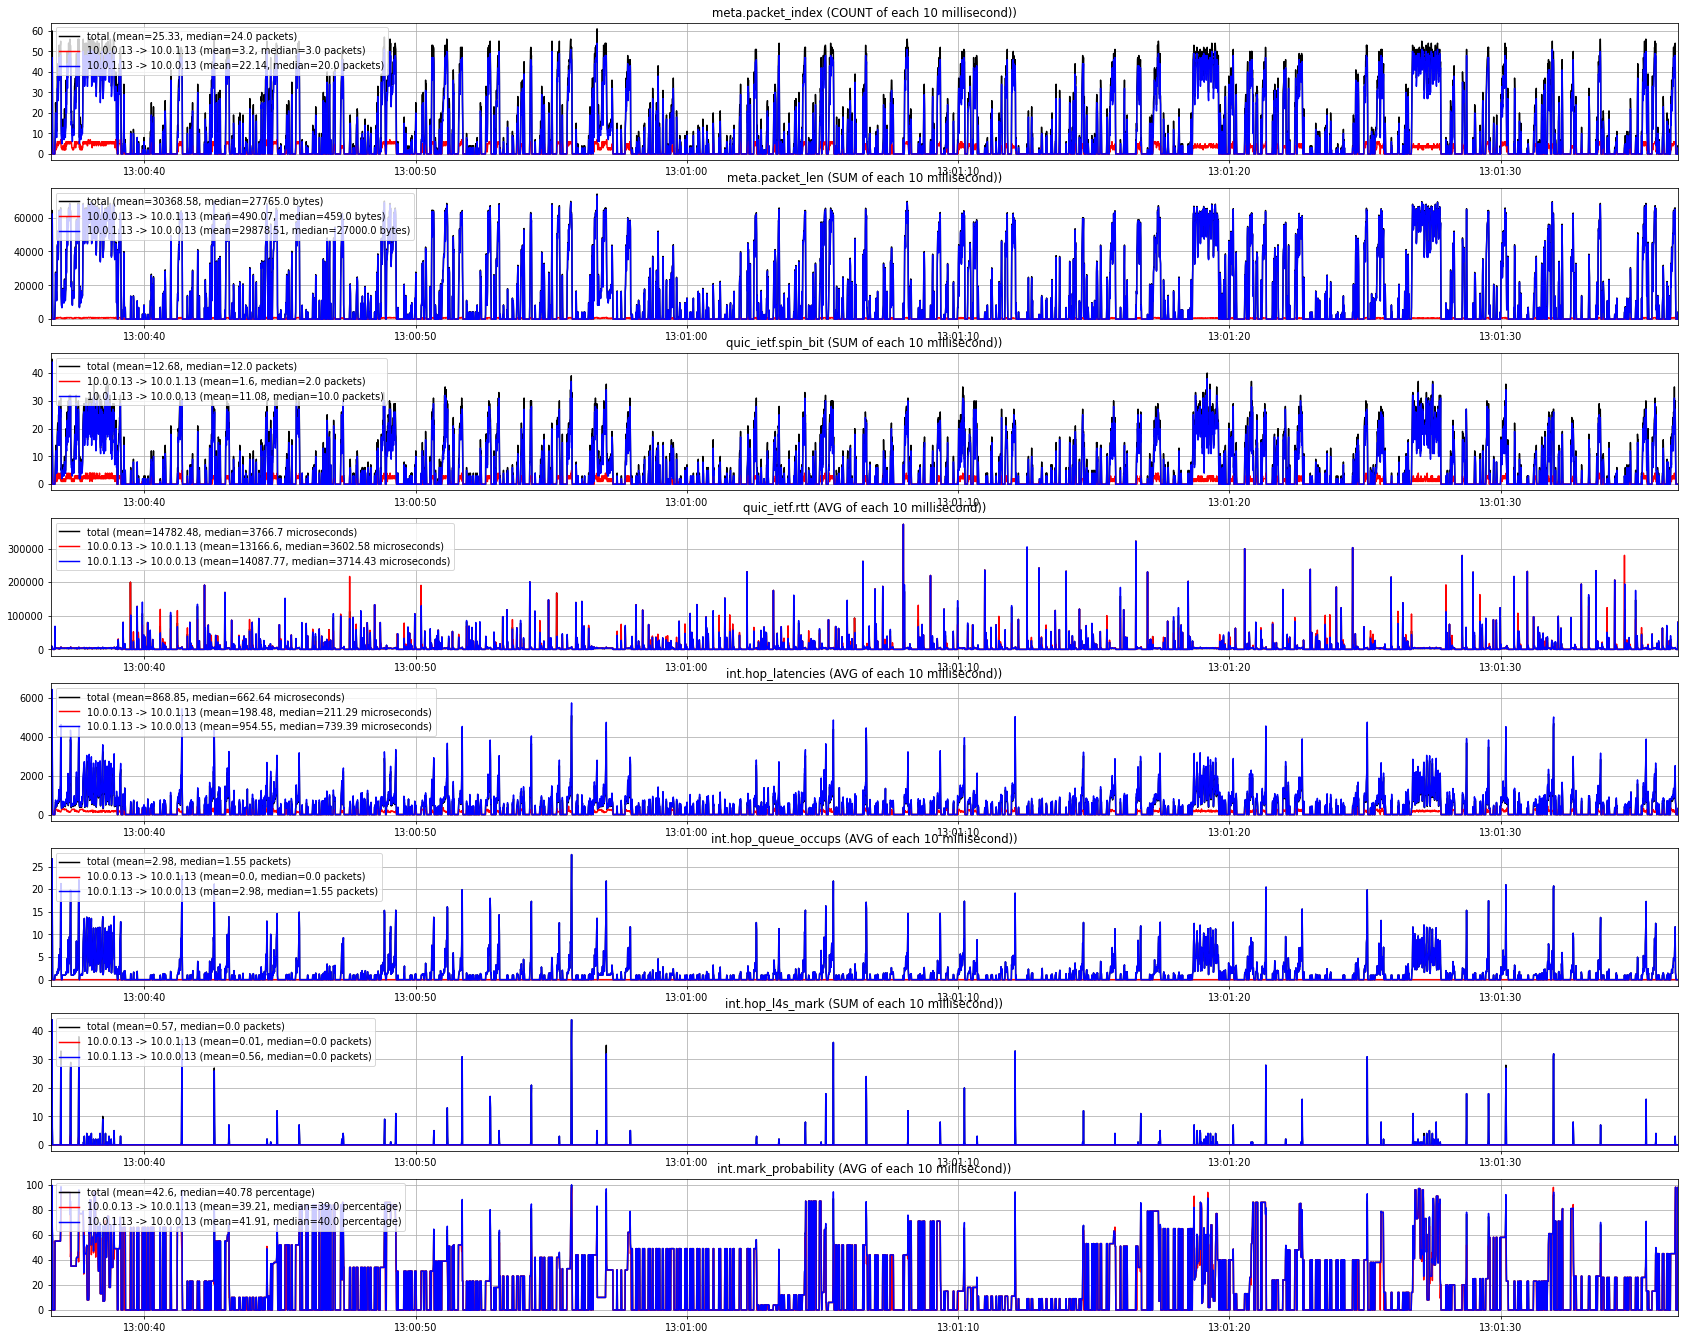 meta.packet_index (COUNT of each 10 millisecond))
60
50
40
30
20
10
0
total (mean=25.33, median=24.0 packets)
10.0.0.13 -> 10.0.1.13 (mean=3.2, median=3.0 packets)
10.0.1.13 -> 10.0.0.13 (mean=22.14, median=20.0 packets)
13:00:40 13:00:50 13:01:00 13:01:10 13:01:20 13:01:30
meta.packet_len (SUM of each 10 millisecond))
60000
40000
20000
0
total (mean=30368.58, median=27765.0 bytes)
10.0.0.13 -> 10.0.1.13 (mean=490.07, median=459.0 bytes)
10.0.1.13 -> 10.0.0.13 (mean=29878.51, median=27000.0 bytes)
13:00:40 13:00:50 13:01:00 13:01:10 13:01:20 13:01:30
quic_ietf.spin_bit (SUM of each 10 millisecond))
40
30
20
10
0
total (mean=12.68, median=12.0 packets)
10.0.0.13 -> 10.0.1.13 (mean=1.6, median=2.0 packets)
10.0.1.13 -> 10.0.0.13 (mean=11.08, median=10.0 packets)
13:00:40 13:00:50 13:01:00 13:01:10 13:01:20 13:01:30
quic_ietf.rtt (AVG of each 10 millisecond))
300000
200000
100000
0
total (mean=14782.48, median=3766.7 microseconds)
10.0.0.13 -> 10.0.1.13 (mean=13166.6, median=3602.58 microseconds)
10.0.1.13 -> 10.0.0.13 (mean=14087.77, median=3714.43 microseconds)
13:00:40 13:00:50 13:01:00 13:01:10 13:01:20 13:01:30
int.hop_latencies (AVG of each 10 millisecond))
6000
4000
2000
0
total (mean=868.85, median=662.64 microseconds)
10.0.0.13 -> 10.0.1.13 (mean=198.48, median=211.29 microseconds)
10.0.1.13 -> 10.0.0.13 (mean=954.55, median=739.39 microseconds)
13:00:40 13:00:50 13:01:00 13:01:10 13:01:20 13:01:30
int.hop_queue_occups (AVG of each 10 millisecond))
25
20
15
10
5
0
total (mean=2.98, median=1.55 packets)
10.0.0.13 -> 10.0.1.13 (mean=0.0, median=0.0 packets)
10.0.1.13 -> 10.0.0.13 (mean=2.98, median=1.55 packets)
13:00:40 13:00:50 13:01:00 13:01:10 13:01:20 13:01:30
int.hop_l4s_mark (SUM of each 10 millisecond))
40
30
20
10
0
total (mean=0.57, median=0.0 packets)
10.0.0.13 -> 10.0.1.13 (mean=0.01, median=0.0 packets)
10.0.1.13 -> 10.0.0.13 (mean=0.56, median=0.0 packets)
13:00:40 13:00:50 13:01:00 13:01:10 13:01:20 13:01:30
int.mark_probability (AVG of each 10 millisecond))
100
80
60
40
20
0
total (mean=42.6, median=40.78 percentage)
10.0.0.13 -> 10.0.1.13 (mean=39.21, median=39.0 percentage)
10.0.1.13 -> 10.0.0.13 (mean=41.91, median=40.0 percentage)
13:00:40 13:00:50 13:01:00 13:01:10 13:01:20 13:01:30